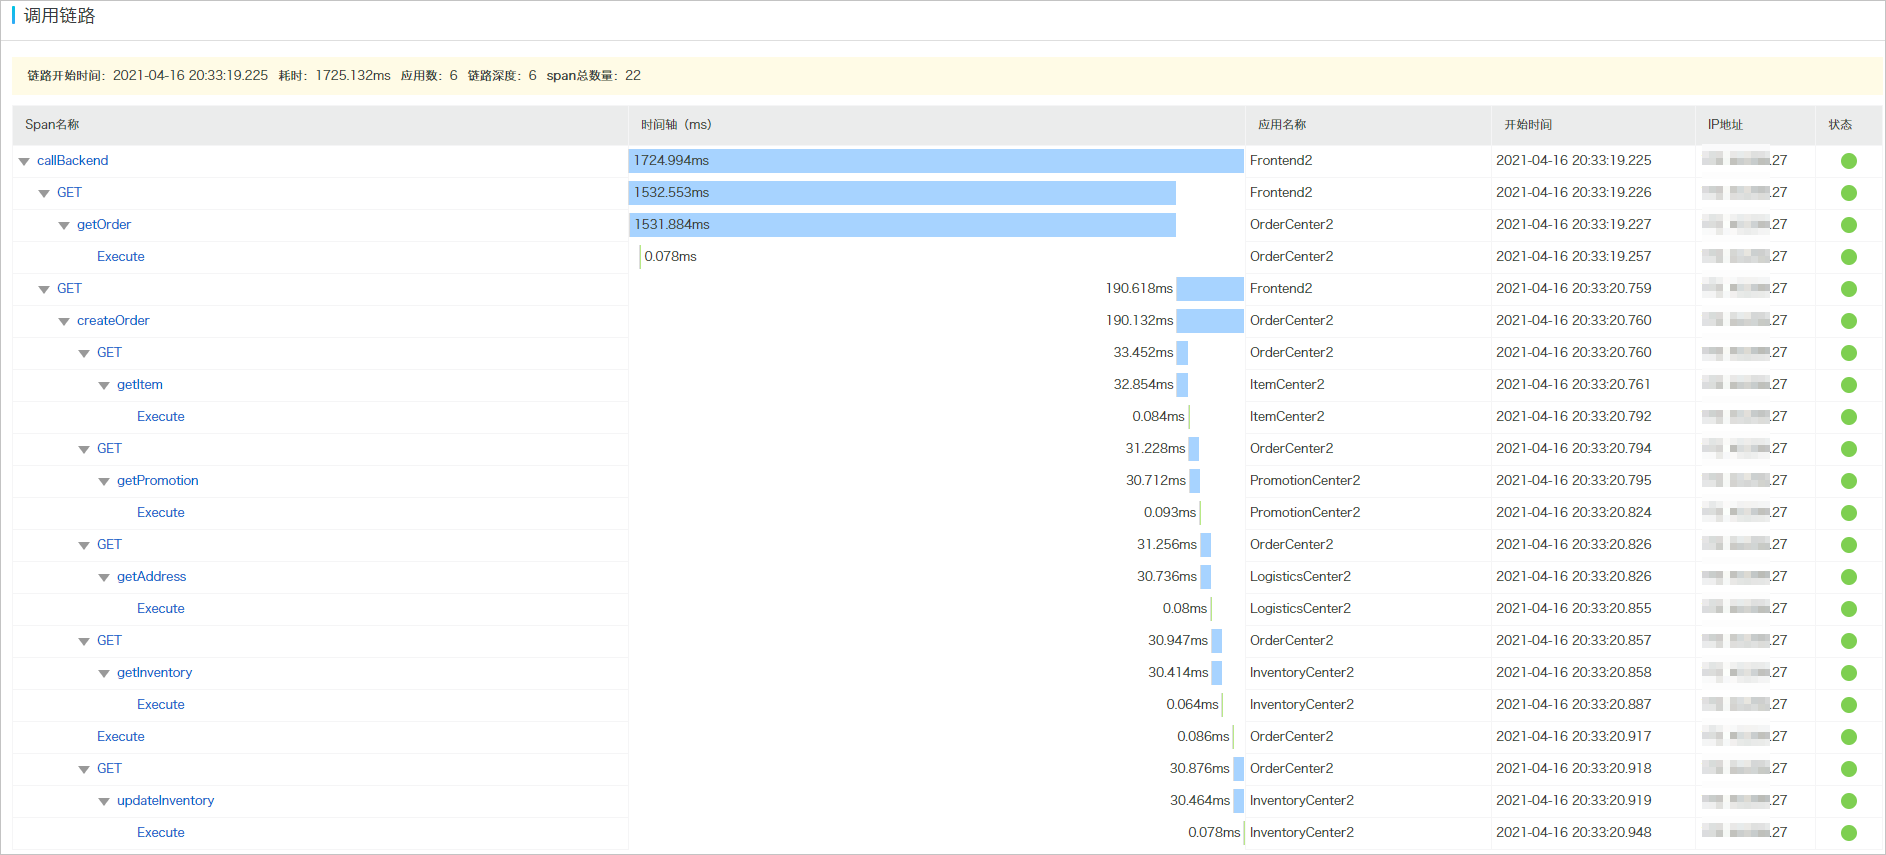 调用链路
链路开始时间：2021-04-16 20:33:19.225 耗时：1725.132ms 应用数：6 链路深度：6 span总数量：22
Span名称 时间轴（ms） 应用名称 开始时间 IP地址 状态
callBackend 1724.994ms Frontend2 2021-04-16 20:33:19.225 .27
GET 1532.553ms Frontend2 2021-04-16 20:33:19.226 .27
getOrder 1531.884ms OrderCenter2 2021-04-16 20:33:19.227 .27
Execute 0.078ms OrderCenter2 2021-04-16 20:33:19.257 .27
GET 190.618ms Frontend2 2021-04-16 20:33:20.759 .27
createOrder 190.132ms OrderCenter2 2021-04-16 20:33:20.760 .27
GET 33.452ms OrderCenter2 2021-04-16 20:33:20.760 .27
getItem 32.854ms ItemCenter2 2021-04-16 20:33:20.761 .27
Execute 0.084ms ItemCenter2 2021-04-16 20:33:20.792 .27
GET 31.228ms OrderCenter2 2021-04-16 20:33:20.794 .27
getPromotion 30.712ms PromotionCenter2 2021-04-16 20:33:20.795 .27
Execute 0.093ms PromotionCenter2 2021-04-16 20:33:20.824 .27
GET 31.256ms OrderCenter2 2021-04-16 20:33:20.826 .27
getAddress 30.736ms LogisticsCenter2 2021-04-16 20:33:20.826 .27
Execute 0.08ms LogisticsCenter2 2021-04-16 20:33:20.855 .27
GET 30.947ms OrderCenter2 2021-04-16 20:33:20.857 .27
getInventory 30.414ms InventoryCenter2 2021-04-16 20:33:20.858 .27
Execute 0.064ms InventoryCenter2 2021-04-16 20:33:20.887 .27
Execute 0.086ms OrderCenter2 2021-04-16 20:33:20.917 .27
GET 30.876ms OrderCenter2 2021-04-16 20:33:20.918 .27
updateInventory 30.464ms InventoryCenter2 2021-04-16 20:33:20.919 .27
Execute 0.078ms InventoryCenter2 2021-04-16 20:33:20.948 .27